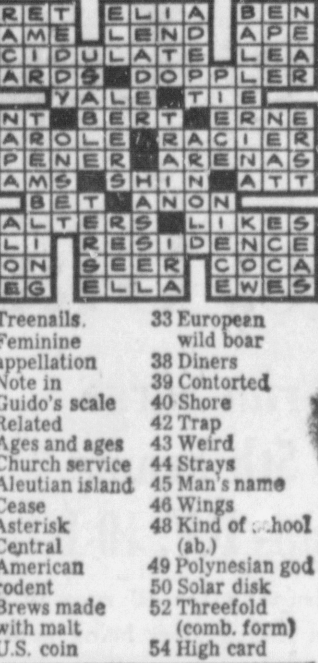 RET ELIA BEN
AME LEND APE
CIDULATE LEA
ARDS DOPPLER
YALE TIE
NT BERT ERNE
AROLE RACIER
PENER ARENAS
AMS SHIN ATT
BET ANON
ALTERS LIKES
LI RESIDENCE
ON SEER COCA
EG ELLA EWES
Treenails.
Feminine
appellation
Note in
Guido's scale
Related
Ages and ages
Church service
Aleutian island
Cease
Asterisk
Central
American
rodent
Brews made
with malt
U.S. coin
33 European
wild boar
38 Diners
39 Contorted
40 Shore
42 Trap
43 Weird
44 Strays
45 Man's name
46 Wings
48 Kind of hool
(ab.)
49 Polynesian god
50 Solar disk
52 Threefold
(comb. form)
54 High card